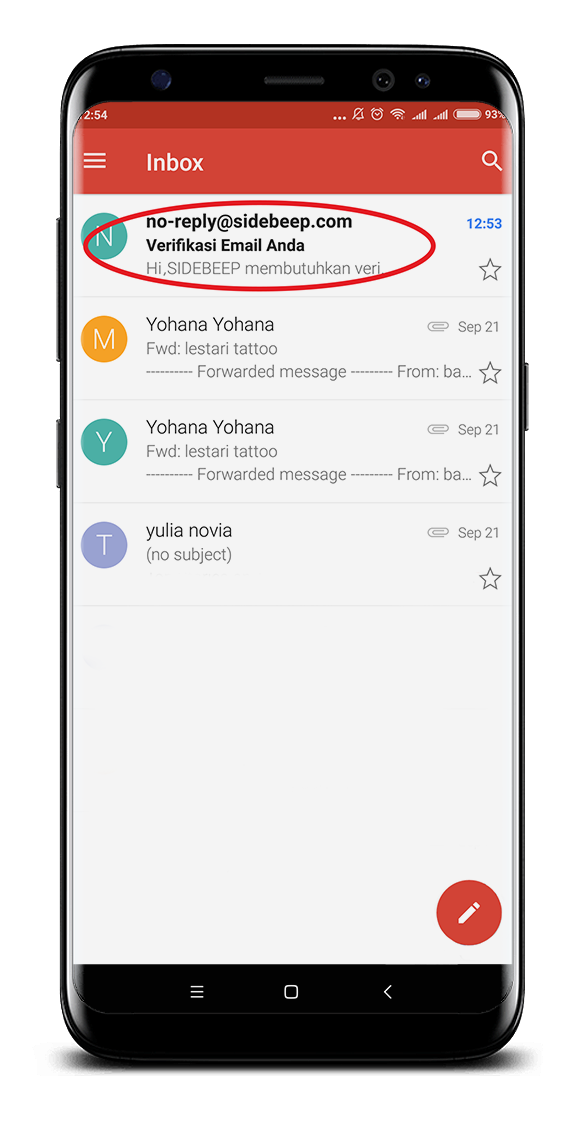 2:54
... 93%
Inbox
N
no-reply@sidebeep.com
12:53
Verifikasi Email Anda
Hi,SIDEBEEP membutuhkan veri
M
Yohana Yohana
Sep 21
Fwd: lestari tattoo
---------- Forwarded message --------- From: ba...
Y
Yohana Yohana
Sep 21
Fwd: lestari tattoo
---------- Forwarded message --------- From: ba...
T
yulia novia
Sep 21
(no subject)